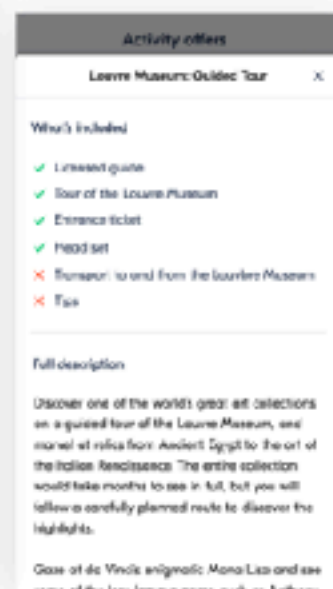 Activity offers
Louvre Museum: Guided Tour
What's included
Licensed guide
Tour of the Louvre Museum
Entrance ticket
Head set
Transport to and from the Louvre Museum
Tips
Full description
Discover one of the world's great art collections
on a guided tour of the Louvre Museum, and
marvel at relics from Ancient Egypt to the art of
the Italian Renaissance. The entire collection
would take months to see in full, but you will
follow a carefully planned route to discover the
highlights.
Gaze at da Vincis enigmatic Mona Lisa and see